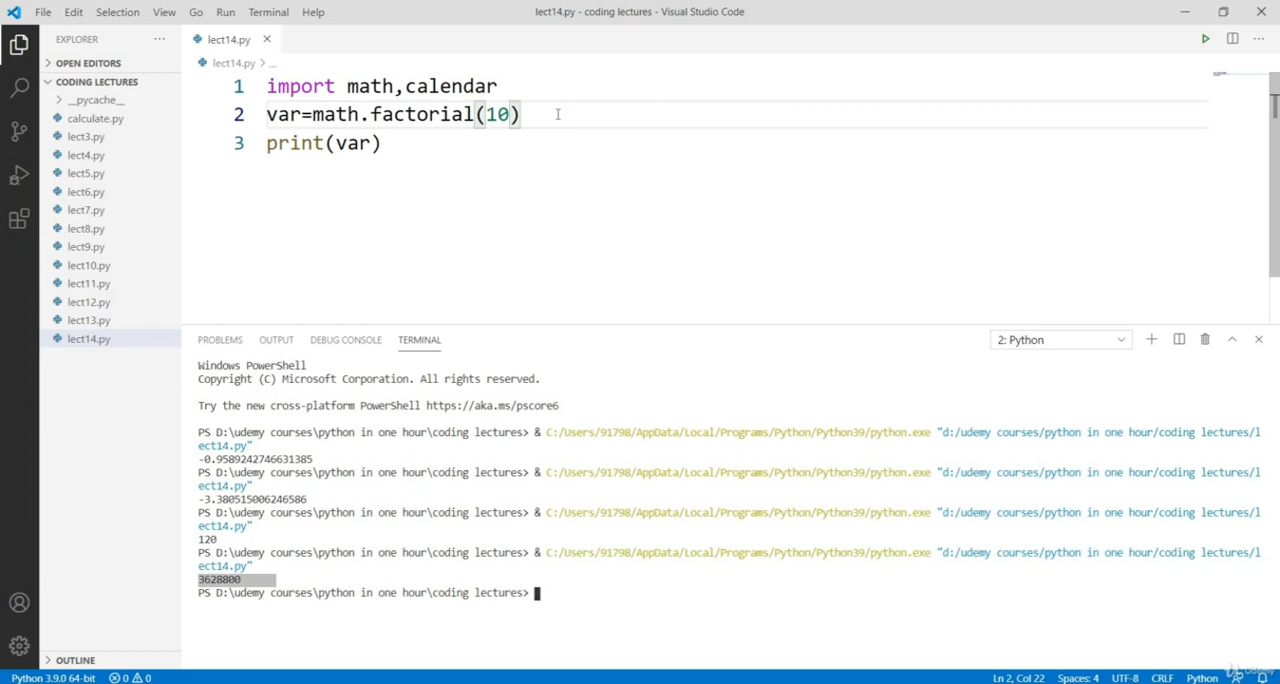 File Edit Selection View Go Run Terminal Help
lect14.py - coding lectures - Visual Studio Code
EXPLORER ...
OPEN EDITORS
CODING LECTURES
__pycache__
calculate.py
lect3.py
lect4.py
lect5.py
lect6.py
lect7.py
lect8.py
lect9.py
lect10.py
lect11.py
lect12.py
lect13.py
lect14.py
OUTLINE
lect14.py
lect14.py > ...
1 import math,calendar
2 var=math.factorial(10)
3 print(var)
PROBLEMS OUTPUT DEBUG CONSOLE TERMINAL
2: Python
Windows PowerShell
Copyright (C) Microsoft Corporation. All rights reserved.
Try the new cross-platform PowerShell https://aka.ms/pscore6
PS D:\udemy courses\python in one hour\coding lectures> & C:/Users/91798/AppData/Local/Programs/Python/Python39/python.exe "d:/udemy courses/python in one hour/coding lectures/l
ect14.py"
-0.9589242746631385
PS D:\udemy courses\python in one hour\coding lectures> & C:/Users/91798/AppData/Local/Programs/Python/Python39/python.exe "d:/udemy courses/python in one hour/coding lectures/l
ect14.py"
-3.380515006246586
PS D:\udemy courses\python in one hour\coding lectures> & C:/Users/91798/AppData/Local/Programs/Python/Python39/python.exe "d:/udemy courses/python in one hour/coding lectures/l
ect14.py"
120
PS D:\udemy courses\python in one hour\coding lectures> & C:/Users/91798/AppData/Local/Programs/Python/Python39/python.exe "d:/udemy courses/python in one hour/coding lectures/l
ect14.py"
3628800
PS D:\udemy courses\python in one hour\coding lectures>
Python 3.9.0 64-bit 0 0
Ln 2, Col 22 Spaces: 4 UTF-8 CRLF Python
Udemy